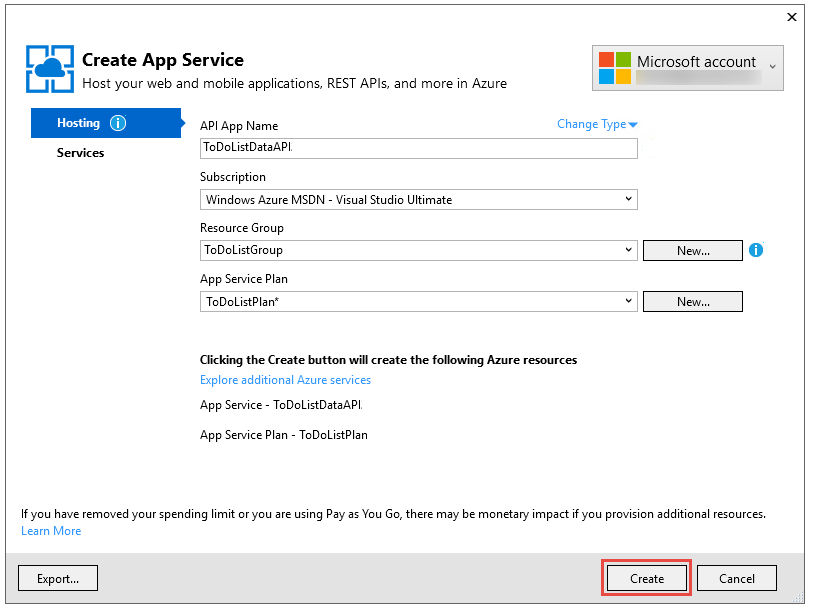 Create App Service
Host your web and mobile applications, REST APIs, and more in Azure
Microsoft account
Hosting
Services
API App Name
Change Type
ToDoListDataAPI
Subscription
Windows Azure MSDN - Visual Studio Ultimate
Resource Group
ToDoListGroup
New...
App Service Plan
ToDoListPlan*
New...
Clicking the Create button will create the following Azure resources
Explore additional Azure services
App Service - ToDoListDataAPI
App Service Plan - ToDoListPlan
If you have removed your spending limit or you are using Pay as You Go, there may be monetary impact if you provision additional resources.
Learn More
Export...
Create
Cancel